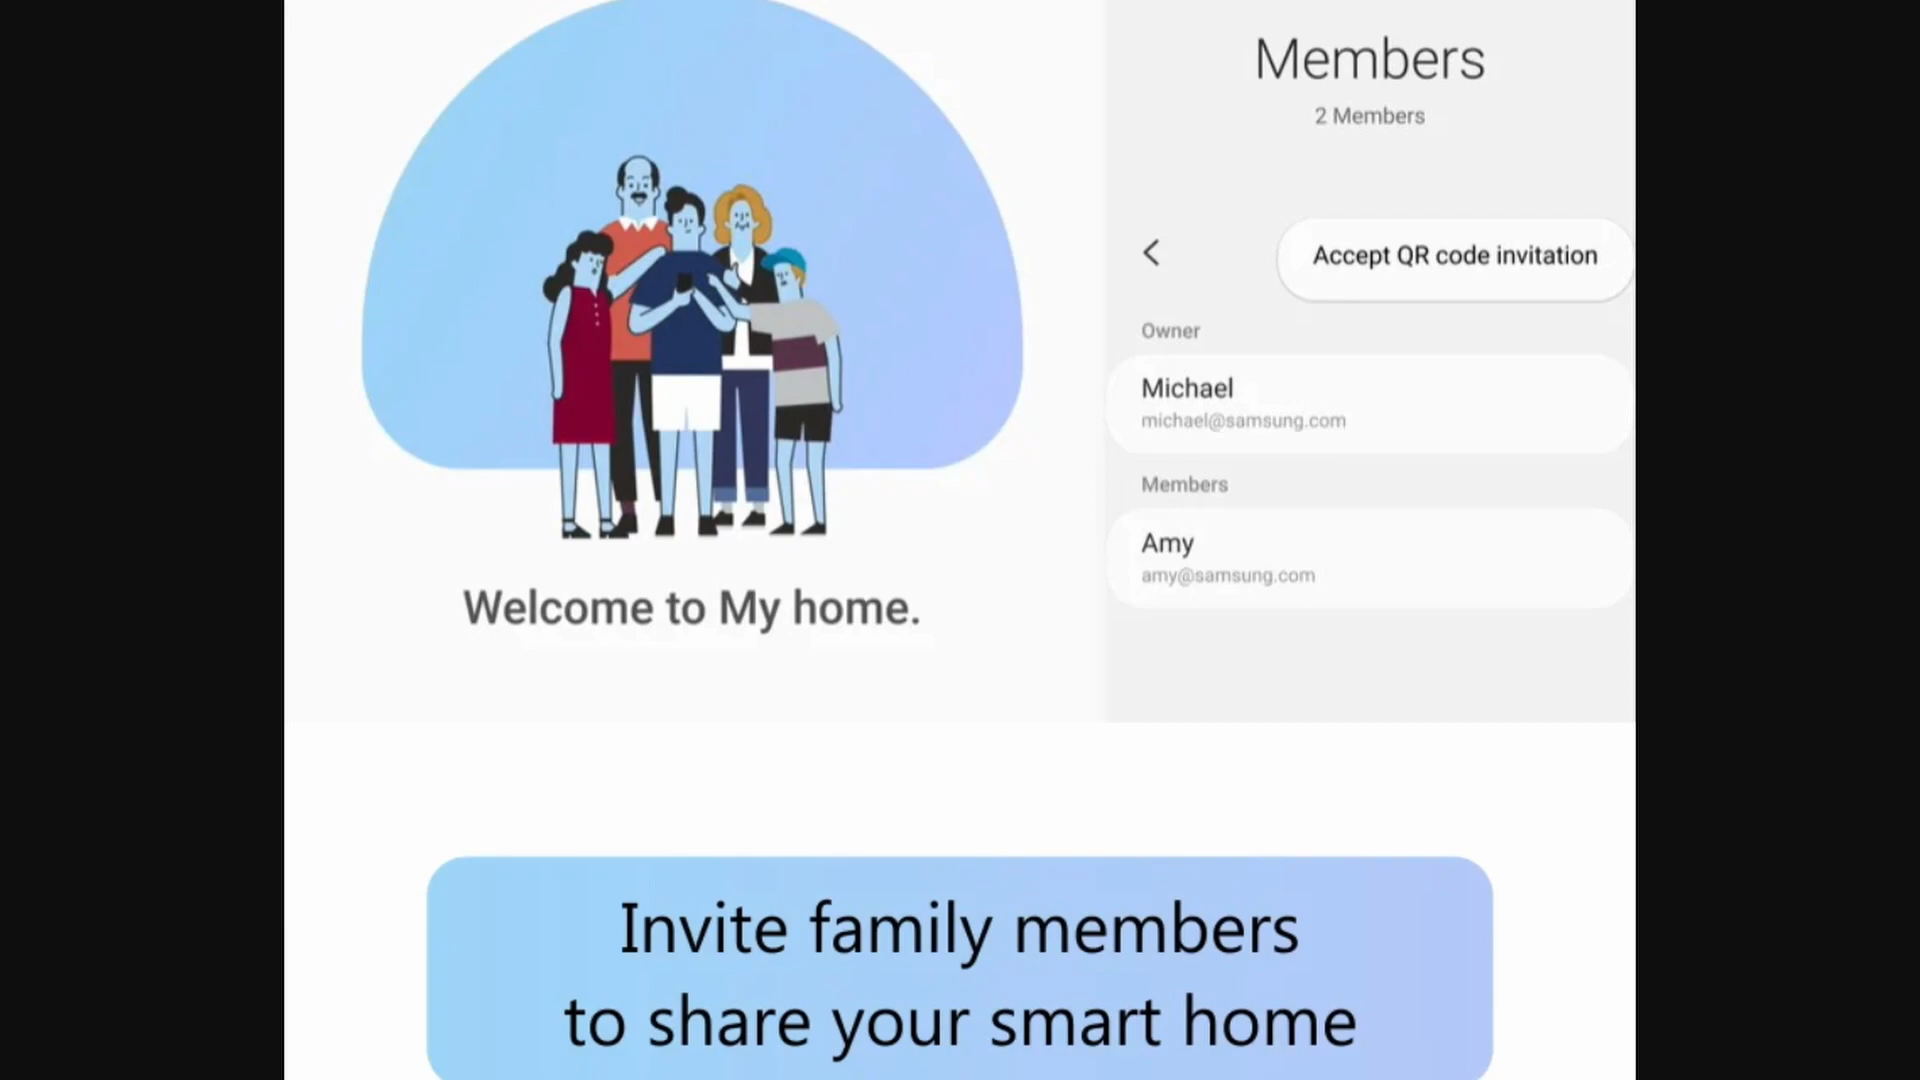 Welcome to My home.
Members
2 Members
Accept QR code invitation
Owner
Michael
michael@samsung.com
Members
Amy
amy@samsung.com
Invite family members
to share your smart home